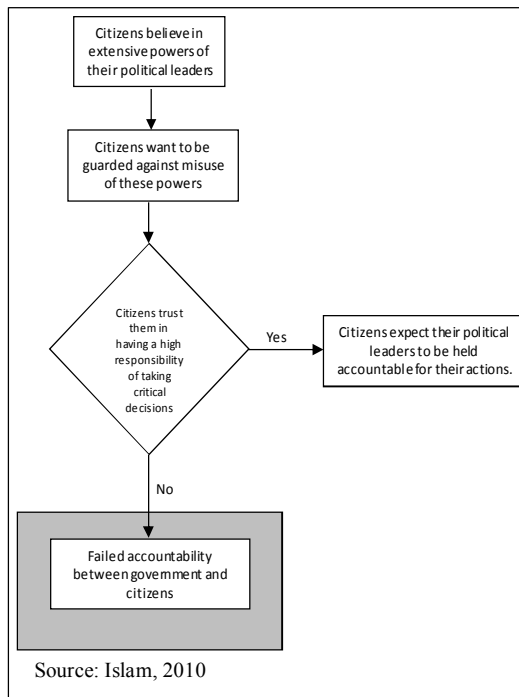 Citizens believe in
extensive powers of
their political leaders
Citizens want to be
guarded against misuse
of these powers
Citizens trust them in
having a high
responsibility
of taking
critical
decisions
Yes
Citizens expect their political
leaders to be held
accountable for their actions.
No
Failed accountability
between government and
citizens
Source: Islam, 2010